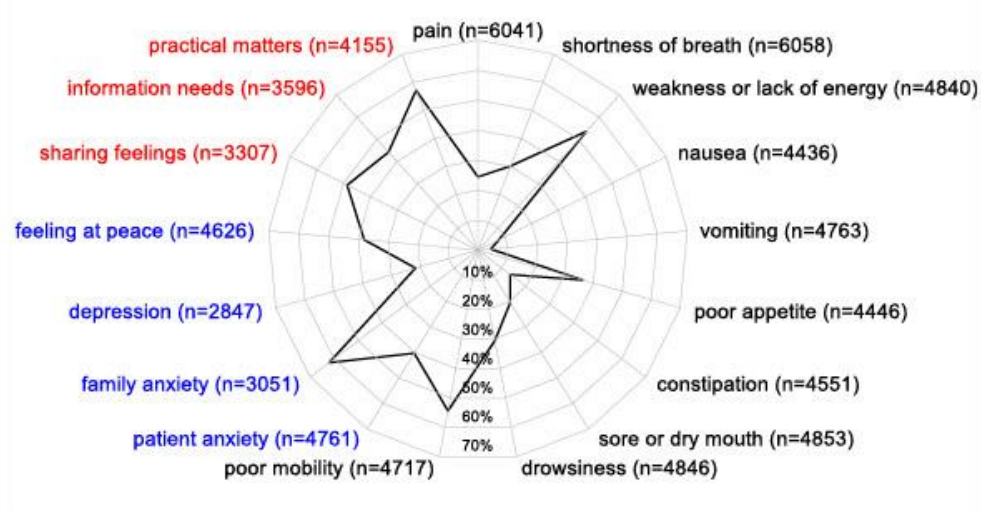 pain (n=6041)
practical matters (n=4155)
shortness of breath (n=6058)
information needs (n=3596)
weakness or lack of energy (n=4840)
sharing feelings (n=3307)
nausea (n=4436)
feeling at peace (n=4626)
vomiting (n=4763)
10%
20%
30%
40%
50%
60%
70%
depression (n=2847)
poor appetite (n=4446)
family anxiety (n=3051)
constipation (n=4551)
patient anxiety (n=4761)
sore or dry mouth (n=4853)
poor mobility (n=4717)
drowsiness (n=4846)